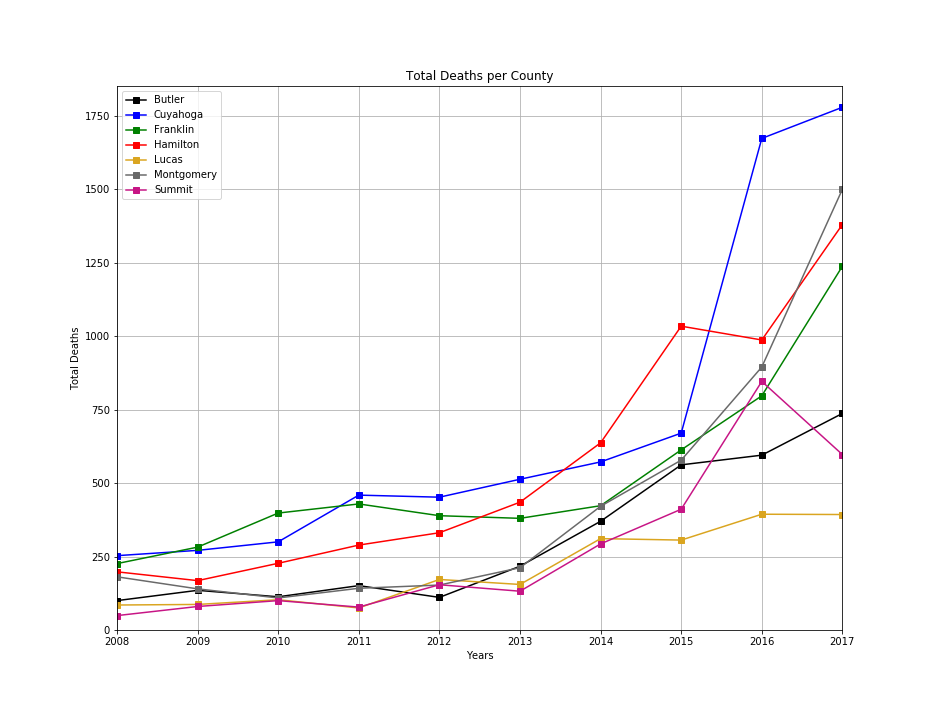 Total Deaths per County
Butler
Cuyahoga
Franklin
Hamilton
Lucas
Montgomery
Summit
1750
1500
1250
1000
750
500
250
0
Total Deaths
2008 2009 2010 2011 2012 2013 2014 2015 2016 2017
Years